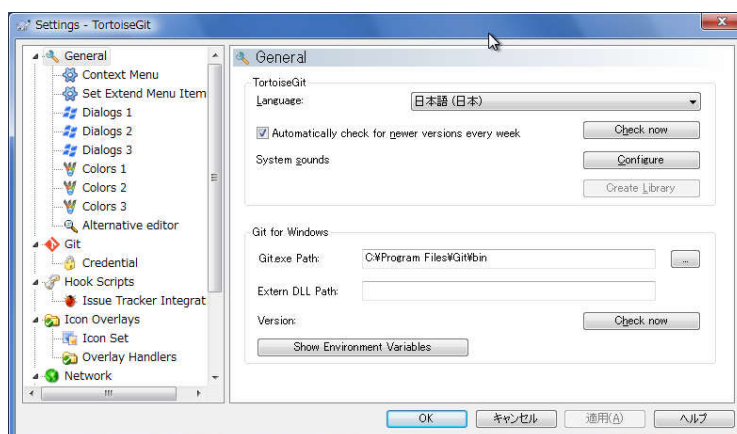 Settings - TortoiseGit
General
Context Menu
Set Extend Menu Item
Dialogs 1
Dialogs 2
Dialogs 3
Colors 1
Colors 2
Colors 3
Alternative editor
Git
Credential
Hook Scripts
Issue Tracker Integrat
Icon Overlays
Icon Set
Overlay Handlers
Network
General
TortoiseGit
Language: 日本語 (日本)
Automatically check for newer versions every week Check now
System sounds Configure
Create Library
Git for Windows
Git.exe Path: C:¥Program Files¥Git¥bin ...
Extern DLL Path:
Version: Check now
Show Environment Variables
OK キャンセル 適用(A) ヘルプ